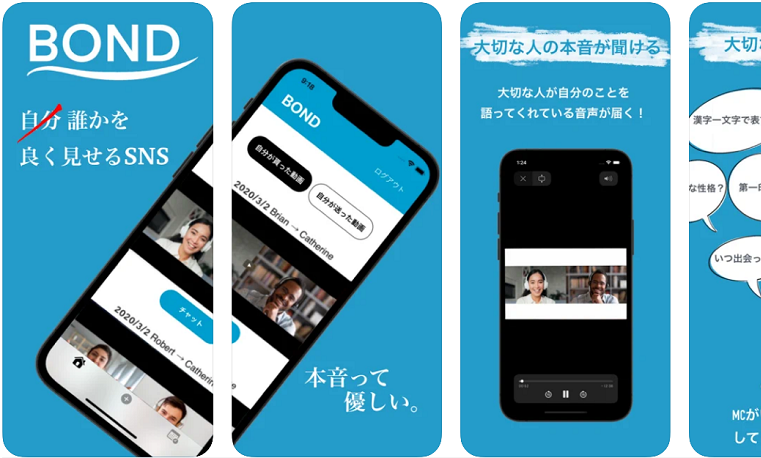 BOND
自分 誰かを
良く見せるSNS
9:16
BOND
ログアウト
自分が貰った動画
自分が送った動画
2020/3/2 Brian → Catherine
チャット
2020/3/2 Robert → Catherine
本音って
優しい。
大切な人の本音が聞ける
大切な人が自分のことを
語ってくれている音声が届く！
1:24
大切
漢字一文字で表
な性格？
第一
いつ出会っ
MCが
して